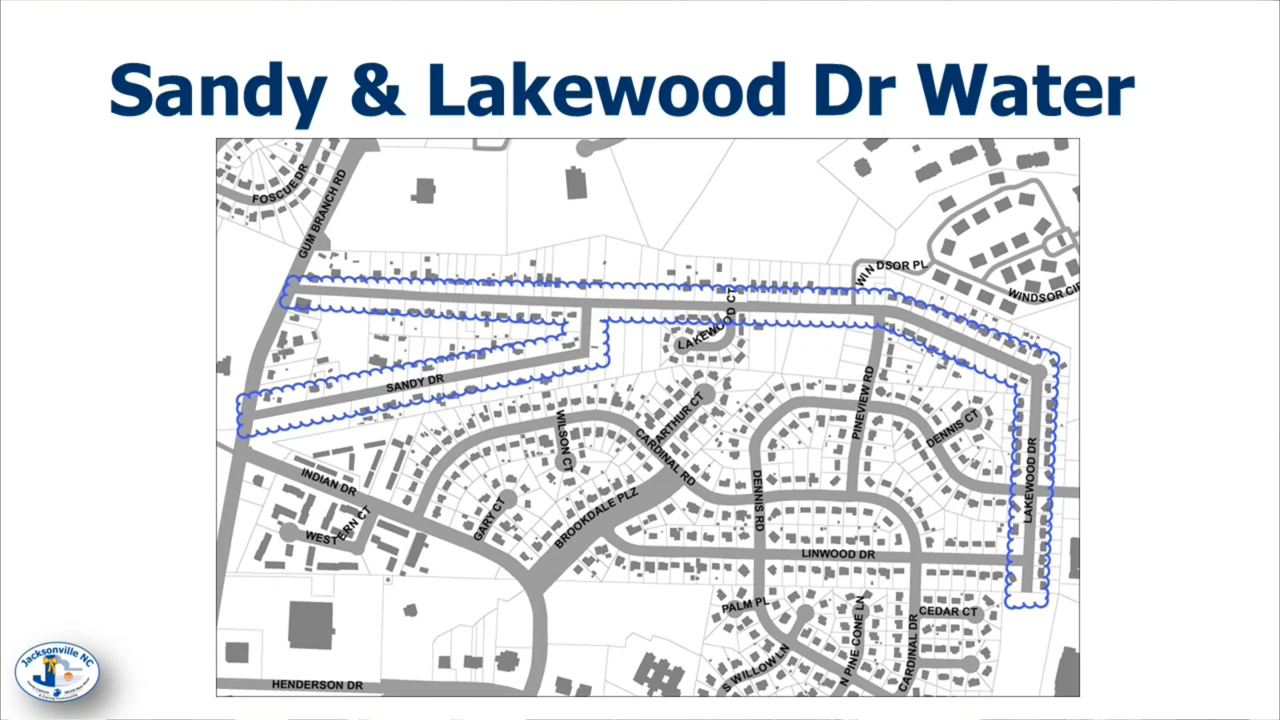 Sandy & Lakewood Dr Water
FOSCUE DR
GUM BRANCH RD
WINDSOR PL
WINDSOR CIR
LAKEWOOD CT
SANDY DR
PINEVIEW RD
WILSON CT
CARDINAL RD
MACARTHUR CT
DENNIS CT
LAKEWOOD DR
INDIAN DR
WESTERN CT
GARY CT
BROOKDALE PLZ
DENNIS RD
LINWOOD DR
PALM PL
S WILLOW LN
N PINE CONE LN
CARDINAL DR
CEDAR CT
HENDERSON DR
Jacksonville NC